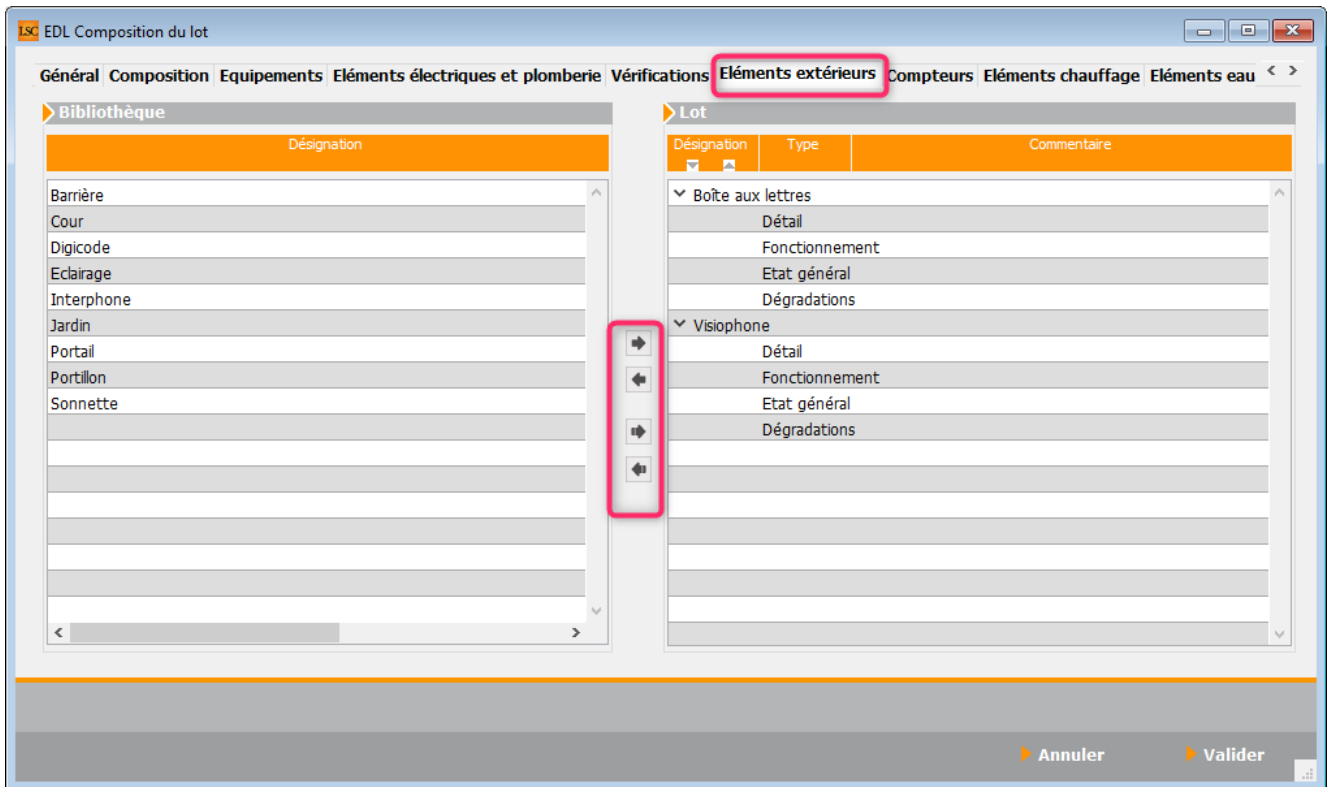 LSC EDL Composition du lot
Général Composition Equipements Eléments électriques et plomberie Vérifications Eléments extérieurs Compteurs Eléments chauffage Eléments eau
Bibliothèque
Désignation
Barrière
Cour
Digicode
Eclairage
Interphone
Jardin
Portail
Portillon
Sonnette
Lot
Désignation Type Commentaire
Boîte aux lettres
Détail
Fonctionnement
Etat général
Dégradations
Visiophone
Détail
Fonctionnement
Etat général
Dégradations
Annuler Valider